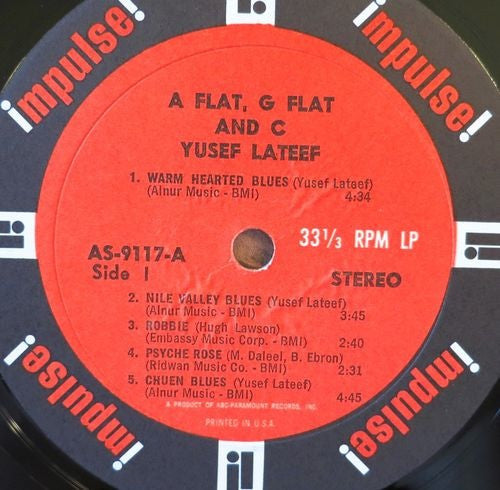 impulse!
impulse!
A FLAT, G FLAT
AND C
YUSEF LATEEF
1. WARM HEARTED BLUES (Yusef Lateef)
(Alnur Music - BMI) 4:34
33⅓ RPM LP
AS-9117-A
Side I
STEREO
2. NILE VALLEY BLUES (Yusef Lateef)
(Alnur Music - BMI) 3:45
3. ROBBIE (Hugh Lawson)
(Embassy Music Corp. - BMI) 2:40
4. PSYCHE ROSE (M. Daleel, B. Ebron)
(Ridwan Music Co. - BMI) 2:31
5. CHUEN BLUES (Yusef Lateef)
(Alnur Music - BMI) 4:45
A PRODUCT OF ABC-PARAMOUNT RECORDS, INC.
PRINTED IN U.S.A.
impulse!
impulse!